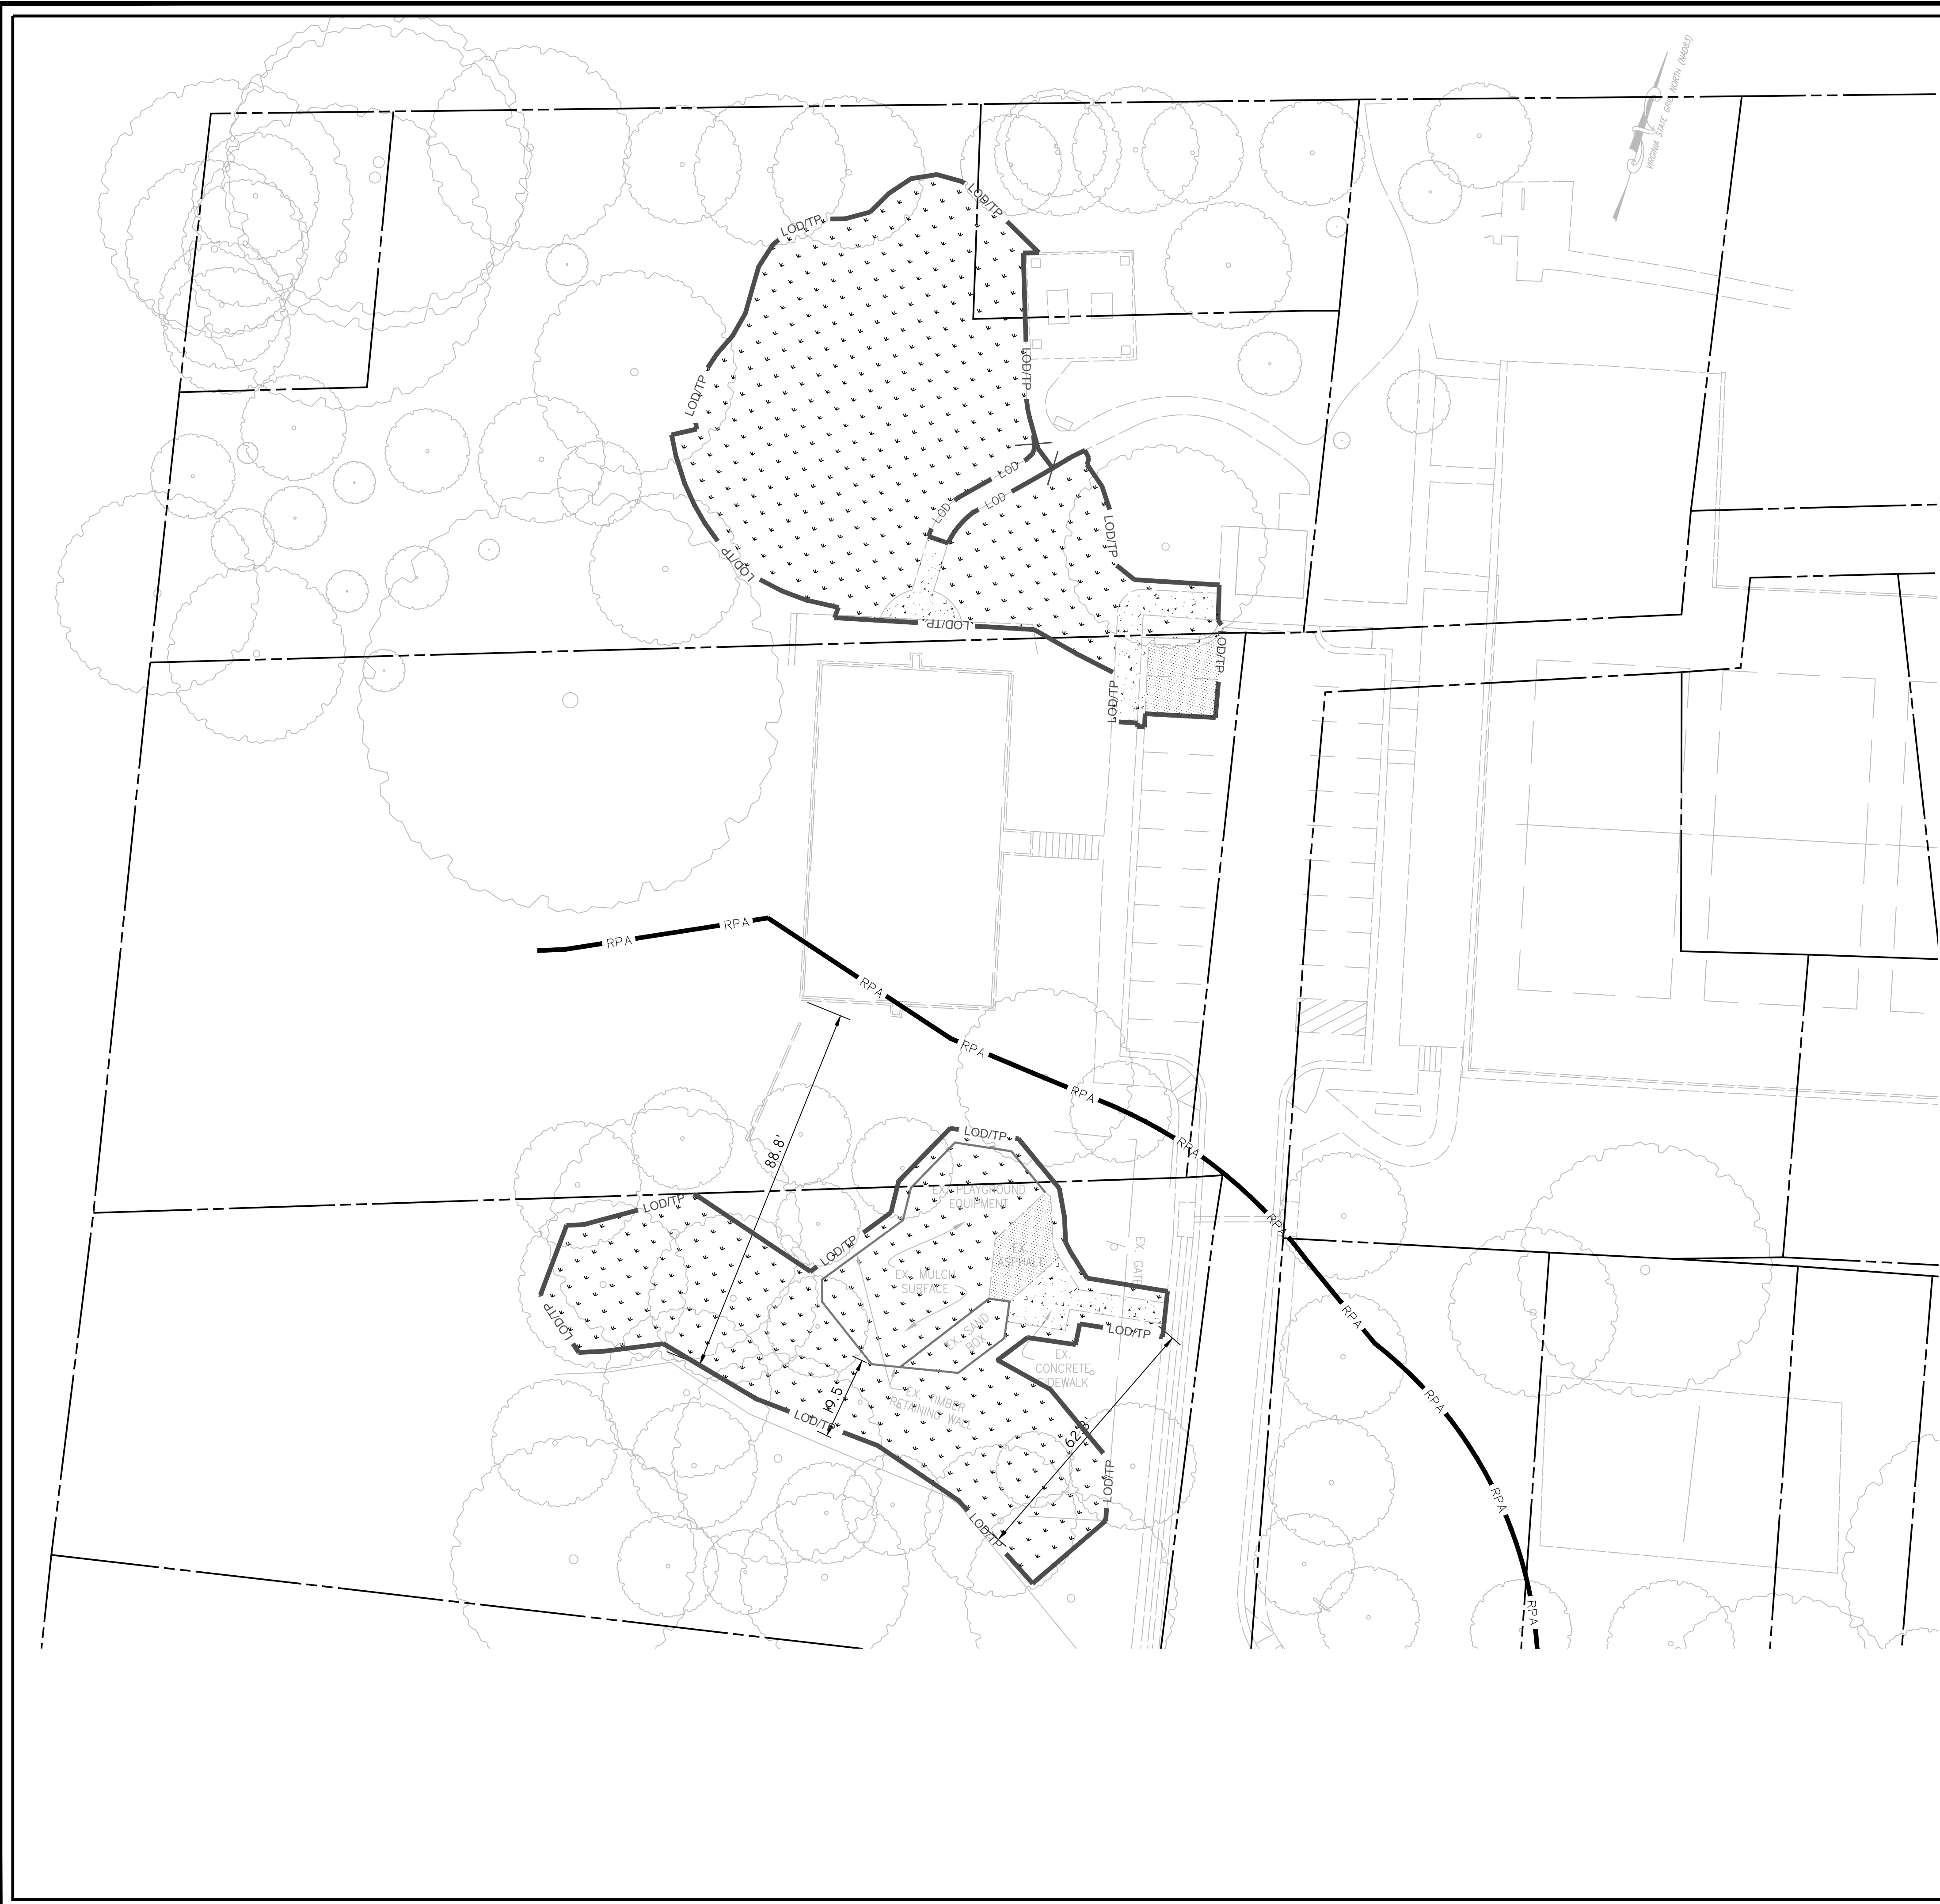 VIRGINIA STATE GRID NORTH (NAD83)
LOD/TP
LOD/TP
LOD/TP
LOD/TP
LOD
LOD
LOD
LOD/TP
LOD/TP
LOD/TP
LOD/TP
LOD/TP
RPA
RPA
RPA
RPA
RPA
RPA
RPA
RPA
RPA
RPA
RPA
88.8'
LOD/TP
LOD/TP
LOD/TP
LOD/TP
EX. PLAYGROUND
EQUIPMENT
EX.
ASPHALT
EX. GATE
EX. MULCH
SURFACE
EX. SAND
BOX
LOD/TP
EX.
CONCRETE
SIDEWALK
EX. TIMBER
RETAINING WALL
LOD/TP
62.8'
LOD/TP
LOD/TP